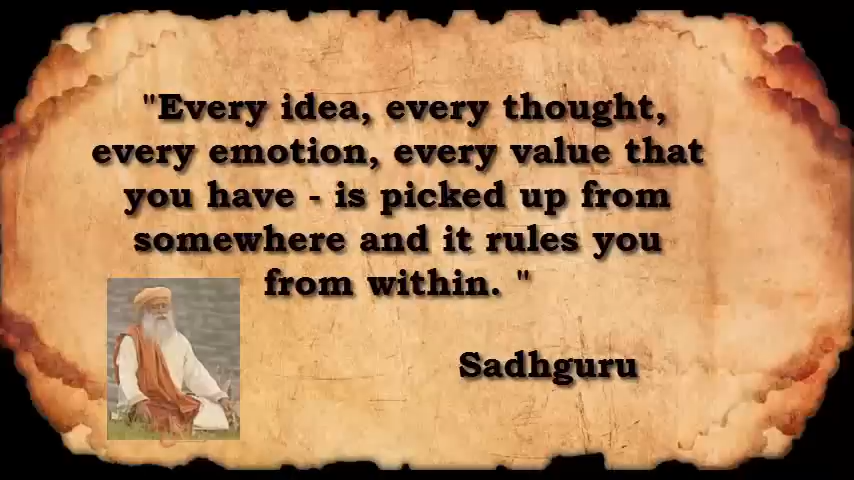 "Every idea, every thought,
every emotion, every value that
you have - is picked up from
somewhere and it rules you
from within. "
Sadhguru